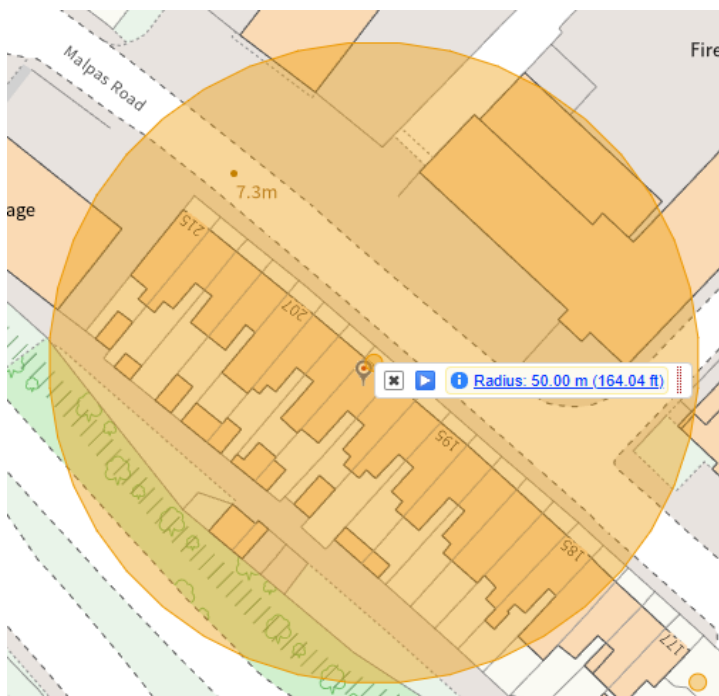 Malpas Road
Fire
7.3m
age
215
207
Radius: 50.00 m (164.04 ft)
195
185
177